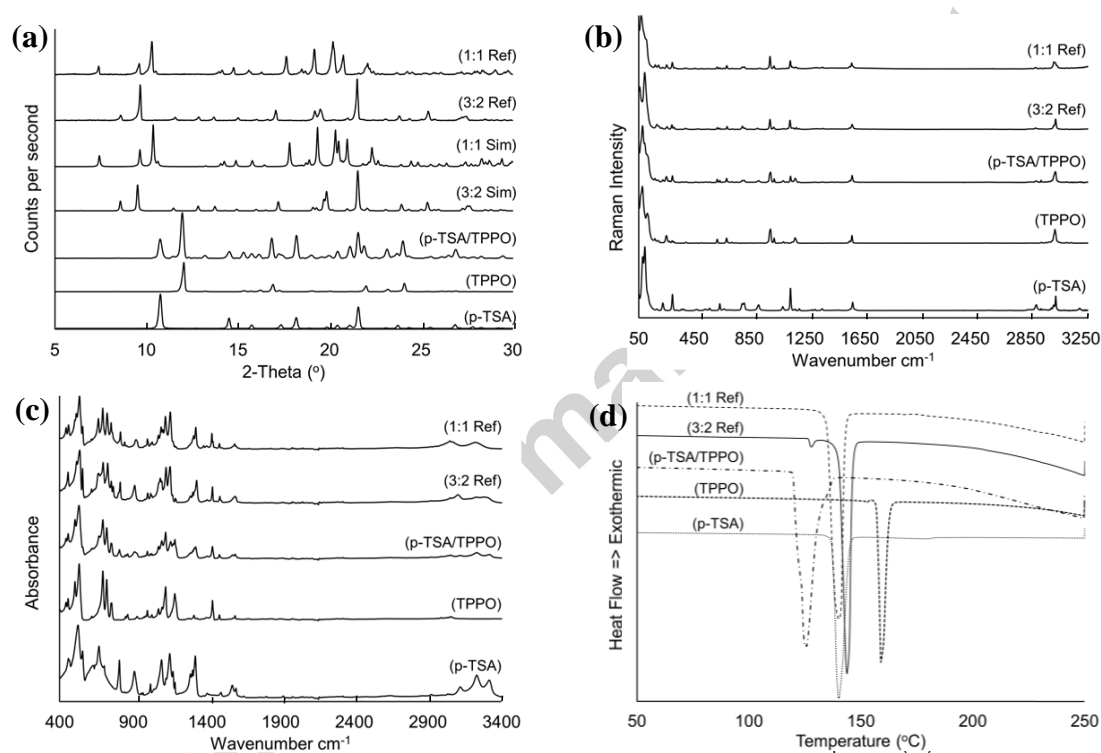 (a)
(1:1 Ref)
(3:2 Ref)
(1:1 Sim)
(3:2 Sim)
(p-TSA/TPPO)
(TPPO)
(p-TSA)
Counts per second
5 10 15 20 25 30
2-Theta (°)
(b)
(1:1 Ref)
(3:2 Ref)
(p-TSA/TPPO)
(TPPO)
(p-TSA)
Raman Intensity
50 450 850 1250 1650 2050 2450 2850 3250
Wavenumber cm⁻¹
(c)
(1:1 Ref)
(3:2 Ref)
(p-TSA/TPPO)
(TPPO)
(p-TSA)
Absorbance
400 900 1400 1900 2400 2900 3400
Wavenumber cm⁻¹
(d)
(1:1 Ref)
(3:2 Ref)
(p-TSA/TPPO)
(TPPO)
(p-TSA)
Heat Flow => Exothermic
50 100 150 200 250
Temperature (°C)